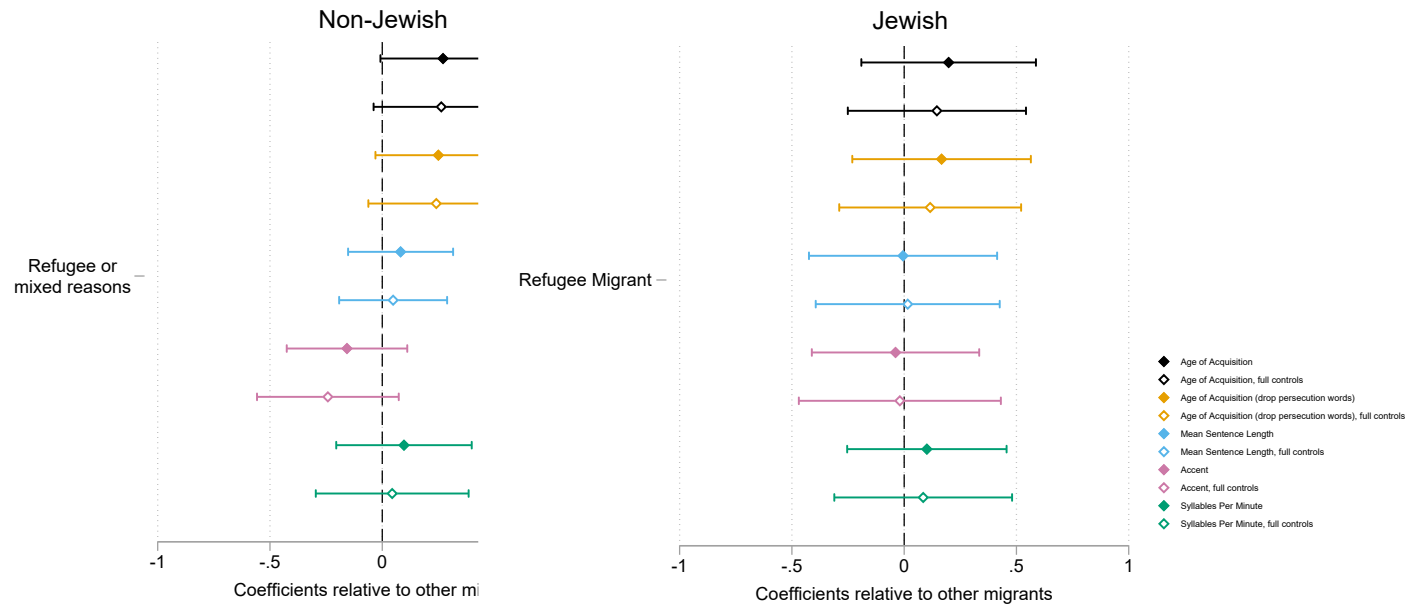 Non-Jewish
Refugee or
mixed reasons
-1
-.5
0
Coefficients relative to other mi
Jewish
Refugee Migrant
-1
-.5
0
.5
1
Coefficients relative to other migrants
Age of Acquisition
Age of Acquisition, full controls
Age of Acquisition (drop persecution words)
Age of Acquisition (drop persecution words), full controls
Mean Sentence Length
Mean Sentence Length, full controls
Accent
Accent, full controls
Syllables Per Minute
Syllables Per Minute, full controls